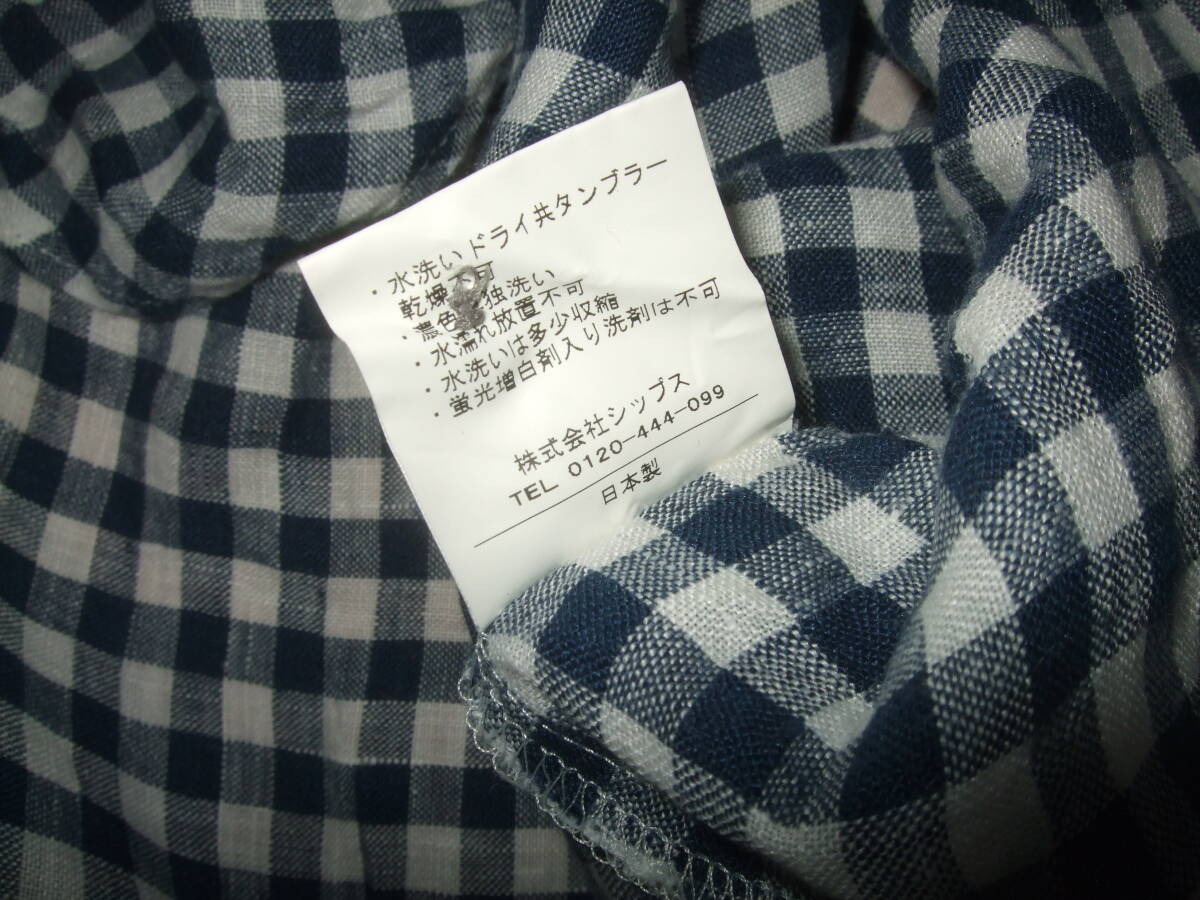 ・水洗いドライ共タンブラー
乾燥不可
・濃色 独洗い
・水濡れ放置不可
・水洗いは多少収縮
・蛍光増白剤入り洗剤は不可
株式会社シップス
TEL 0120-444-099
日本製